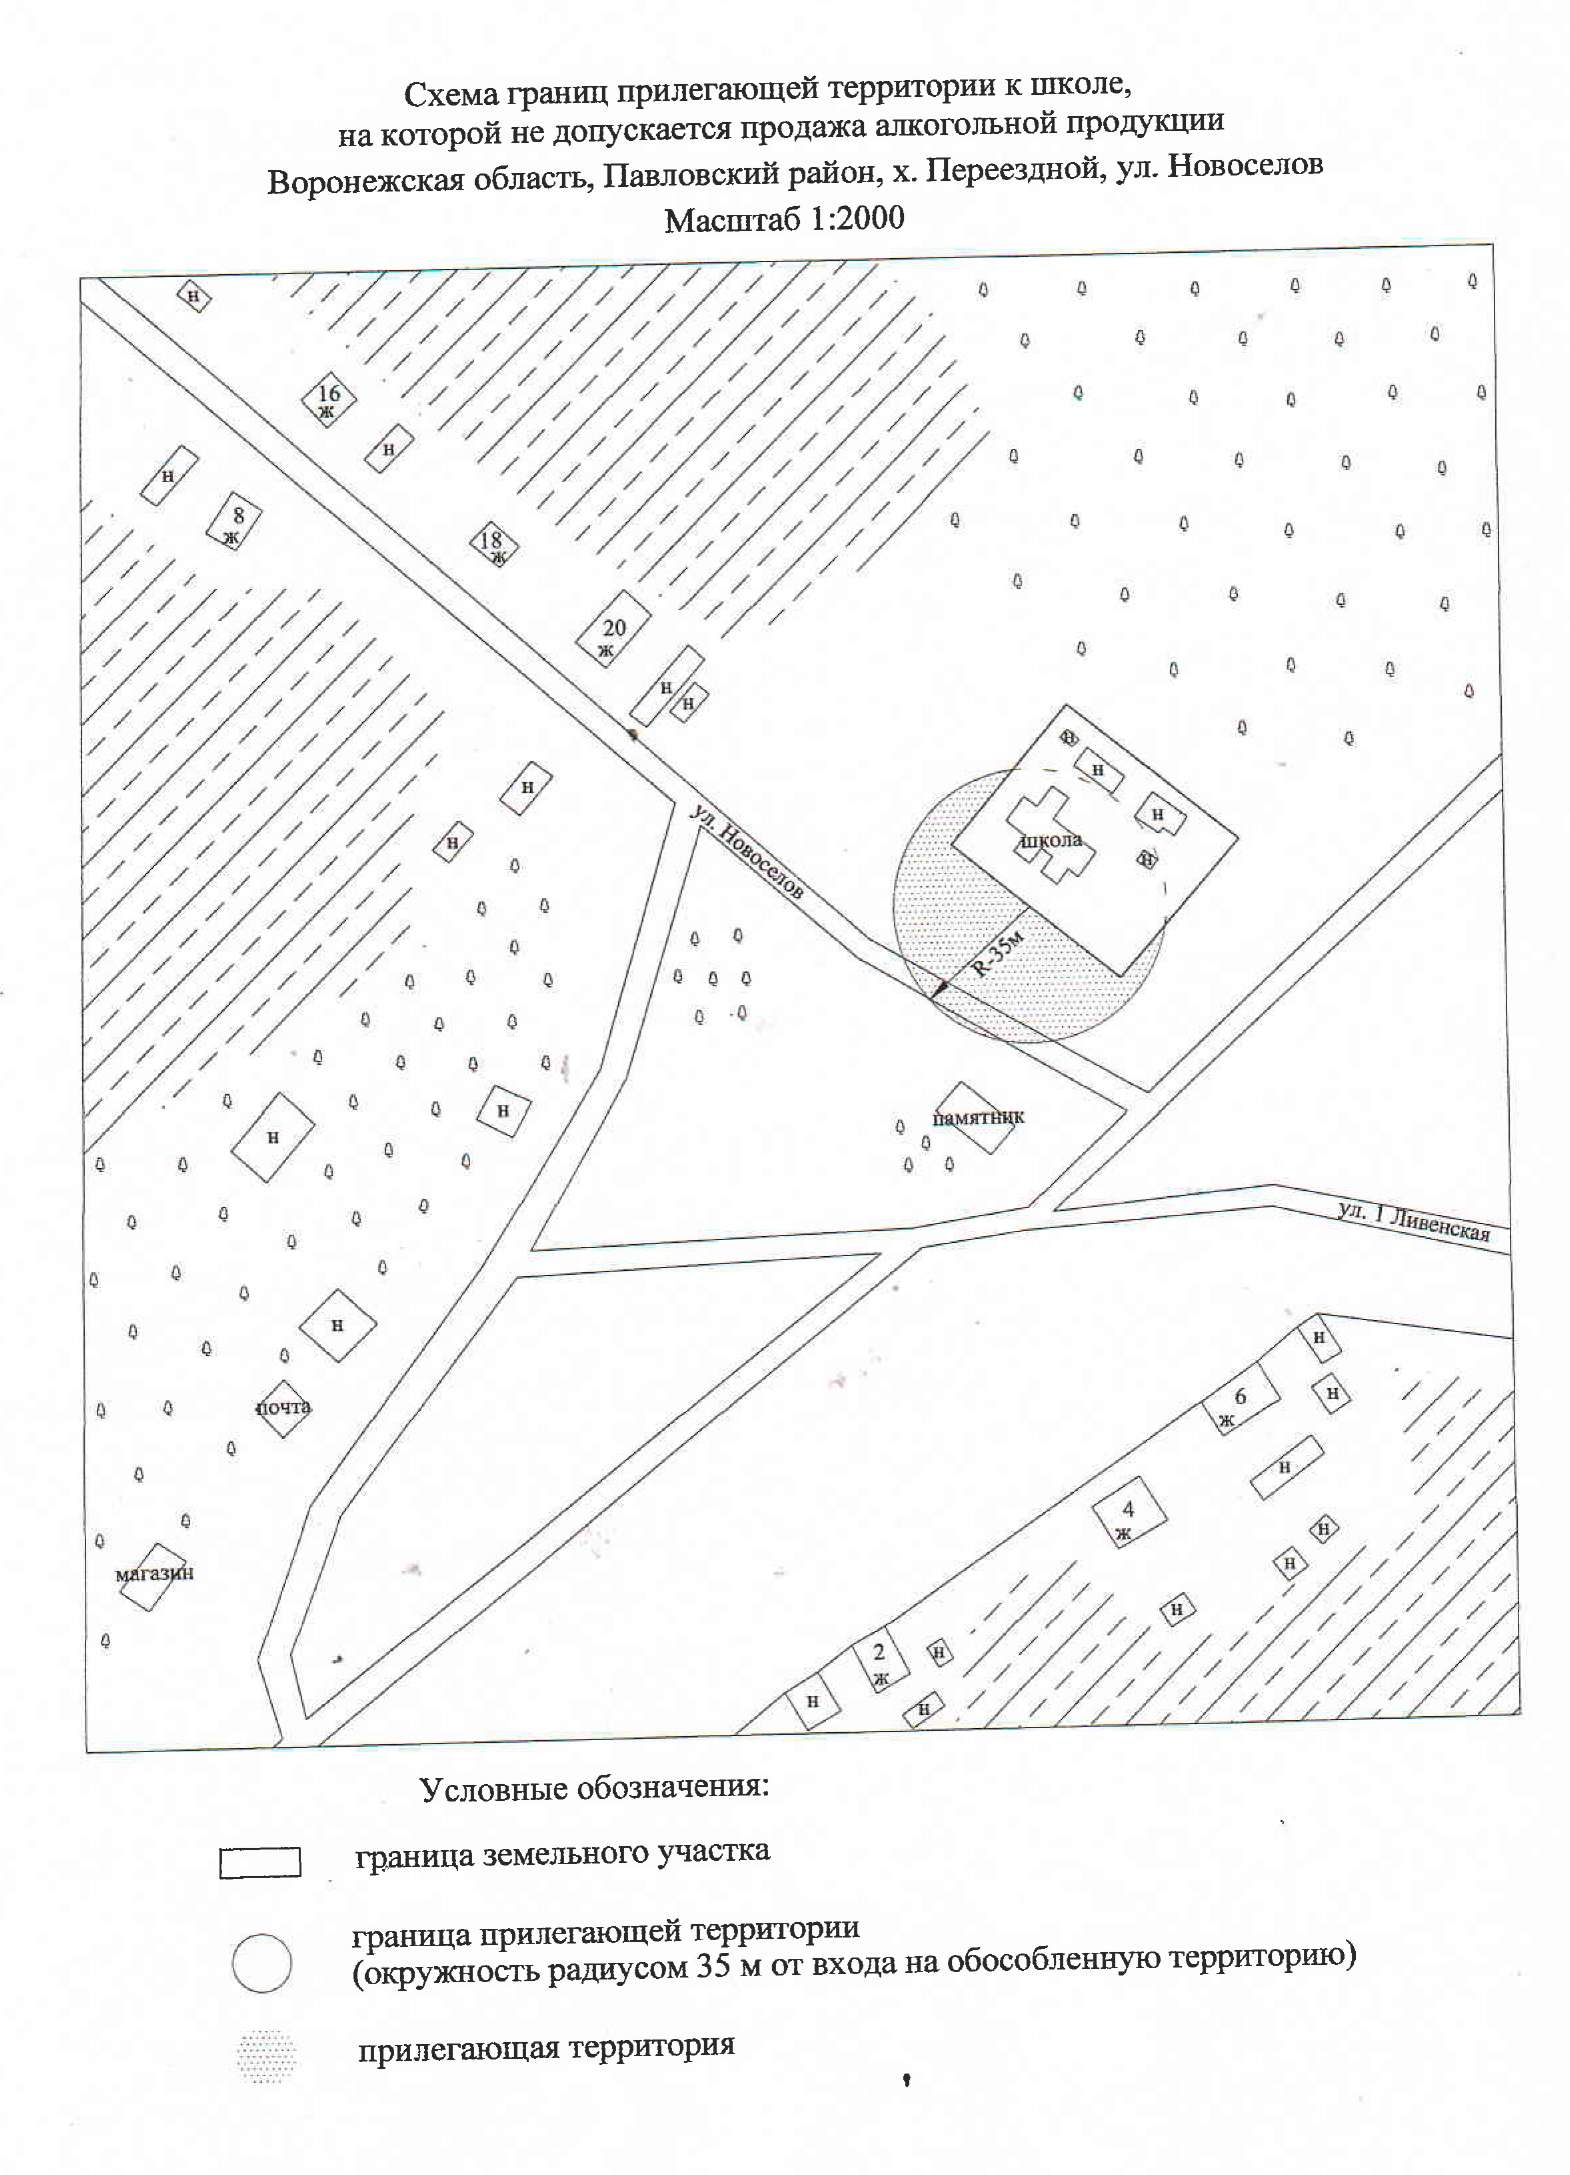 Схема границ прилегающей территории к школе,
на которой не допускается продажа алкогольной продукции
Воронежская область, Павловский район, х. Переездной, ул. Новоселов
Масштаб 1:2000
н
16
ж
н
н
8
ж
18
ж
20
ж
н
н
н
н
н
н
школа
н
н
ул. Новоселов
R-35м
н
н
памятник
ул. 1 Ливенская
н
почта
н
6
ж
н
н
4
ж
н
н
магазин
н
2
ж
н
н
н
Условные обозначения:
граница земельного участка
граница прилегающей территории
(окружность радиусом 35 м от входа на обособленную территорию)
прилегающая территория